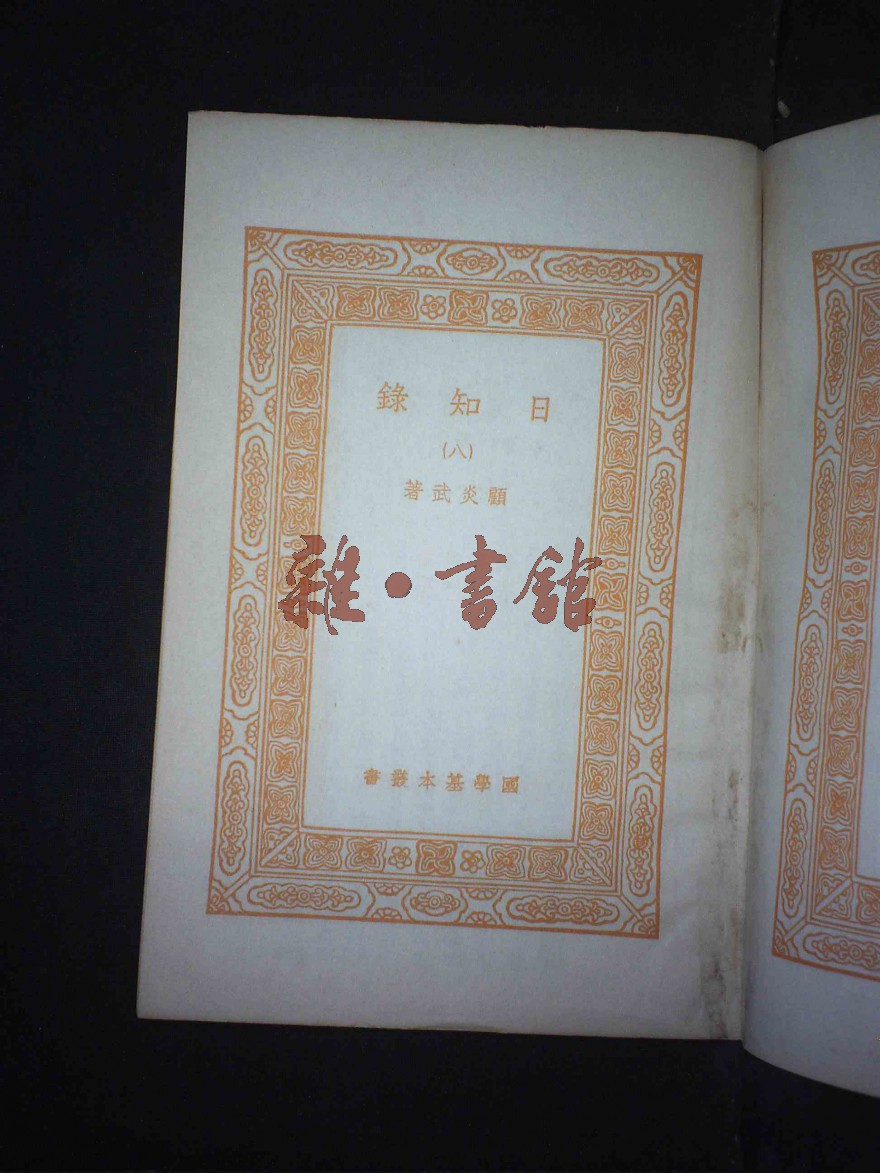 日知錄
(八)
顧炎武著
雜·書館
國學基本叢書